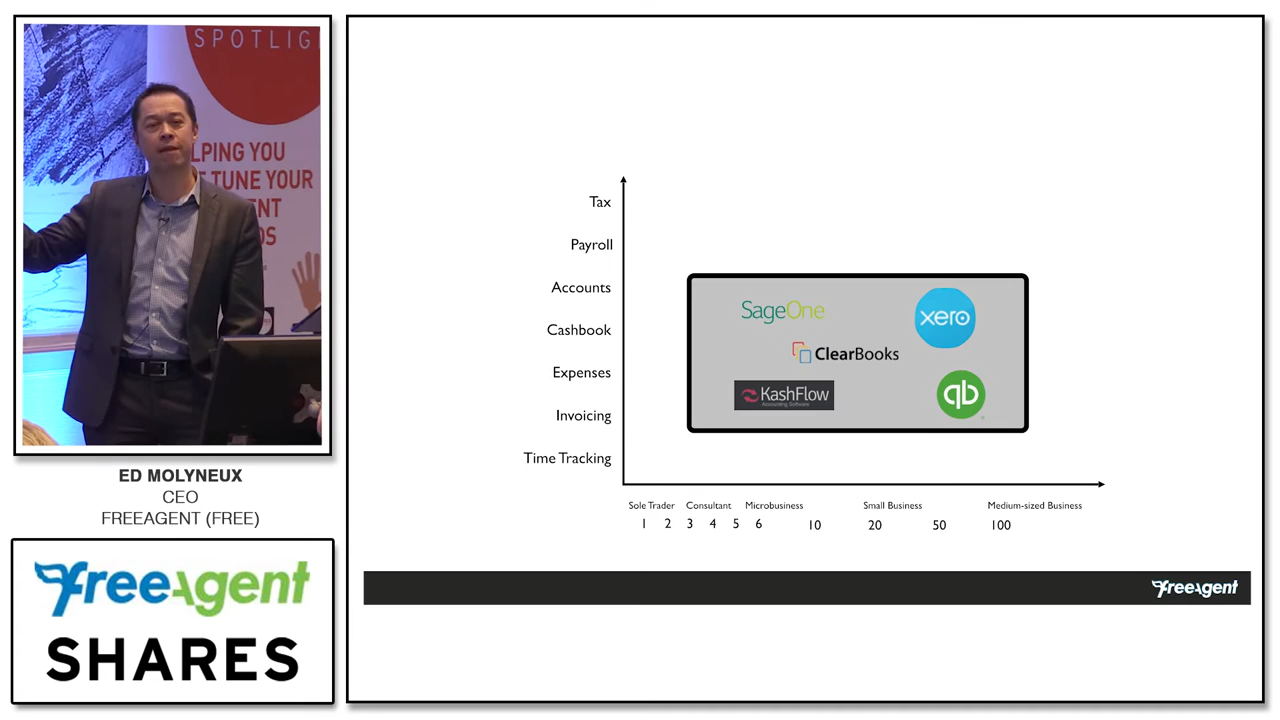 SPOTLIG
LPING YOU
TUNE YOUR
ED MOLYNEUX
CEO
FREEAGENT (FREE)
freeagent
SHARES
Tax
Payroll
Accounts
Cashbook
Expenses
Invoicing
Time Tracking
SageOne
xero
ClearBooks
KashFlow
Accounting Software
qb
Sole Trader Consultant Microbusiness Small Business Medium-sized Business
1 2 3 4 5 6 10 20 50 100
freeagent